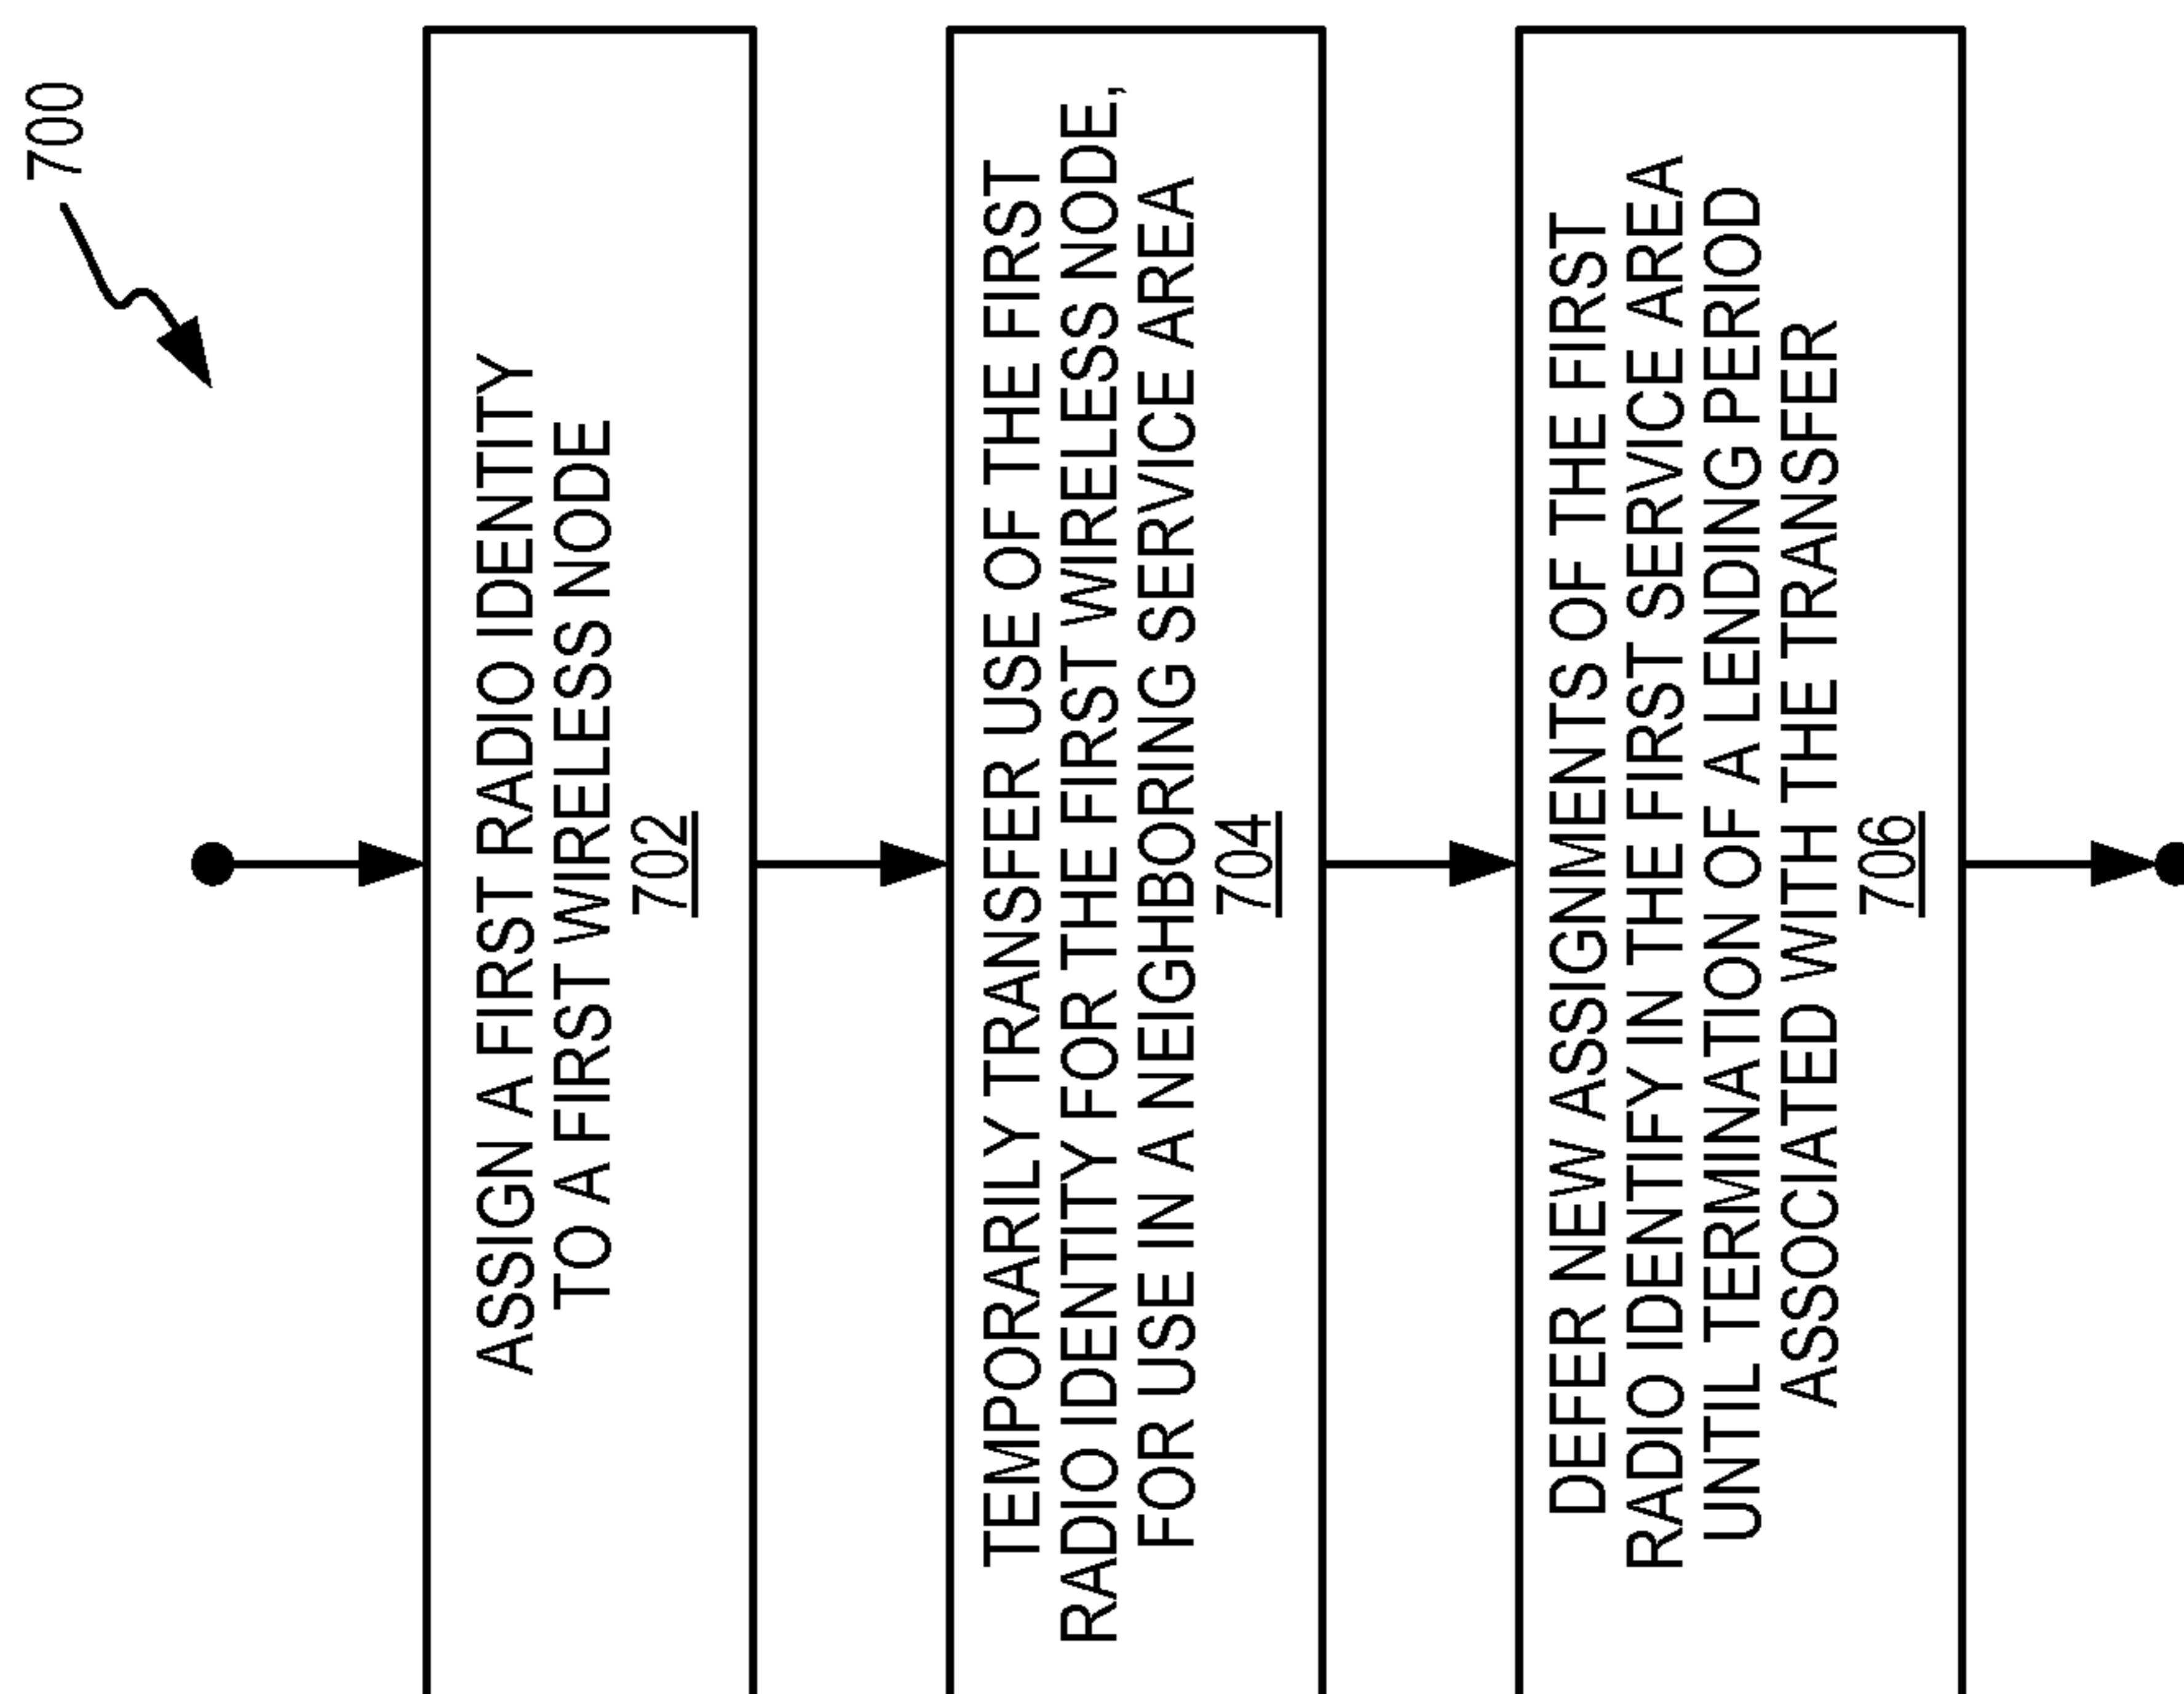 700
ASSIGN A FIRST RADIO IDENTITY
TO A FIRST WIRELESS NODE
702
TEMPORARILY TRANSFER USE OF THE FIRST
RADIO IDENTITY FOR THE FIRST WIRELESS NODE,
FOR USE IN A NEIGHBORING SERVICE AREA
704
DEFER NEW ASSIGNMENTS OF THE FIRST
RADIO IDENTIFY IN THE FIRST SERVICE AREA
UNTIL TERMINATION OF A LENDING PERIOD
ASSOCIATED WITH THE TRANSFER
706